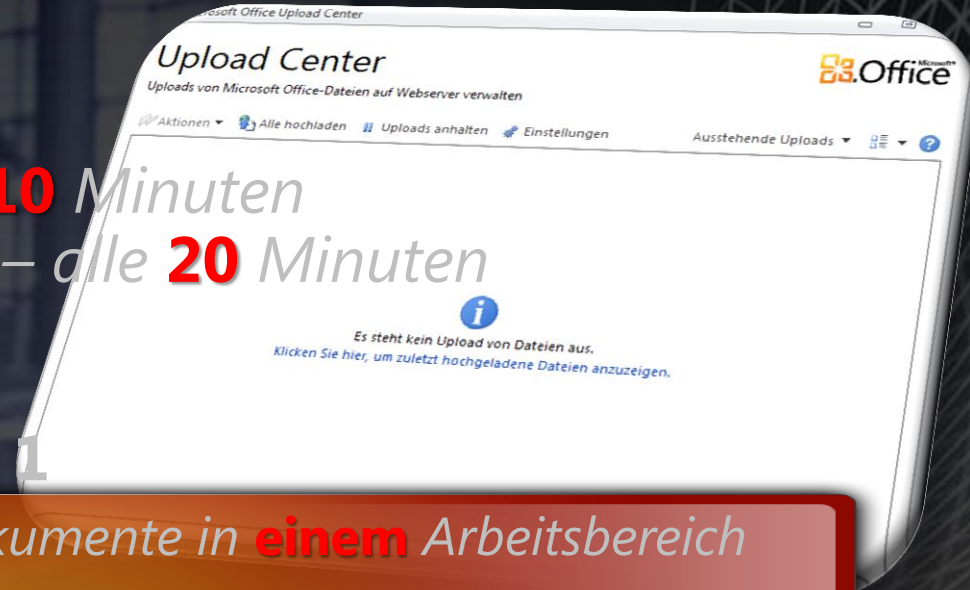 Microsoft Office Upload Center
Upload Center
Microsoft
Office
Uploads von Microsoft Office-Dateien auf Webserver verwalten
Aktionen Alle hochladen Uploads anhalten Einstellungen Ausstehende Uploads
10 Minuten
– alle 20 Minuten
Es steht kein Upload von Dateien aus.
Klicken Sie hier, um zuletzt hochgeladene Dateien anzuzeigen.
1
kumente in einem Arbeitsbereich